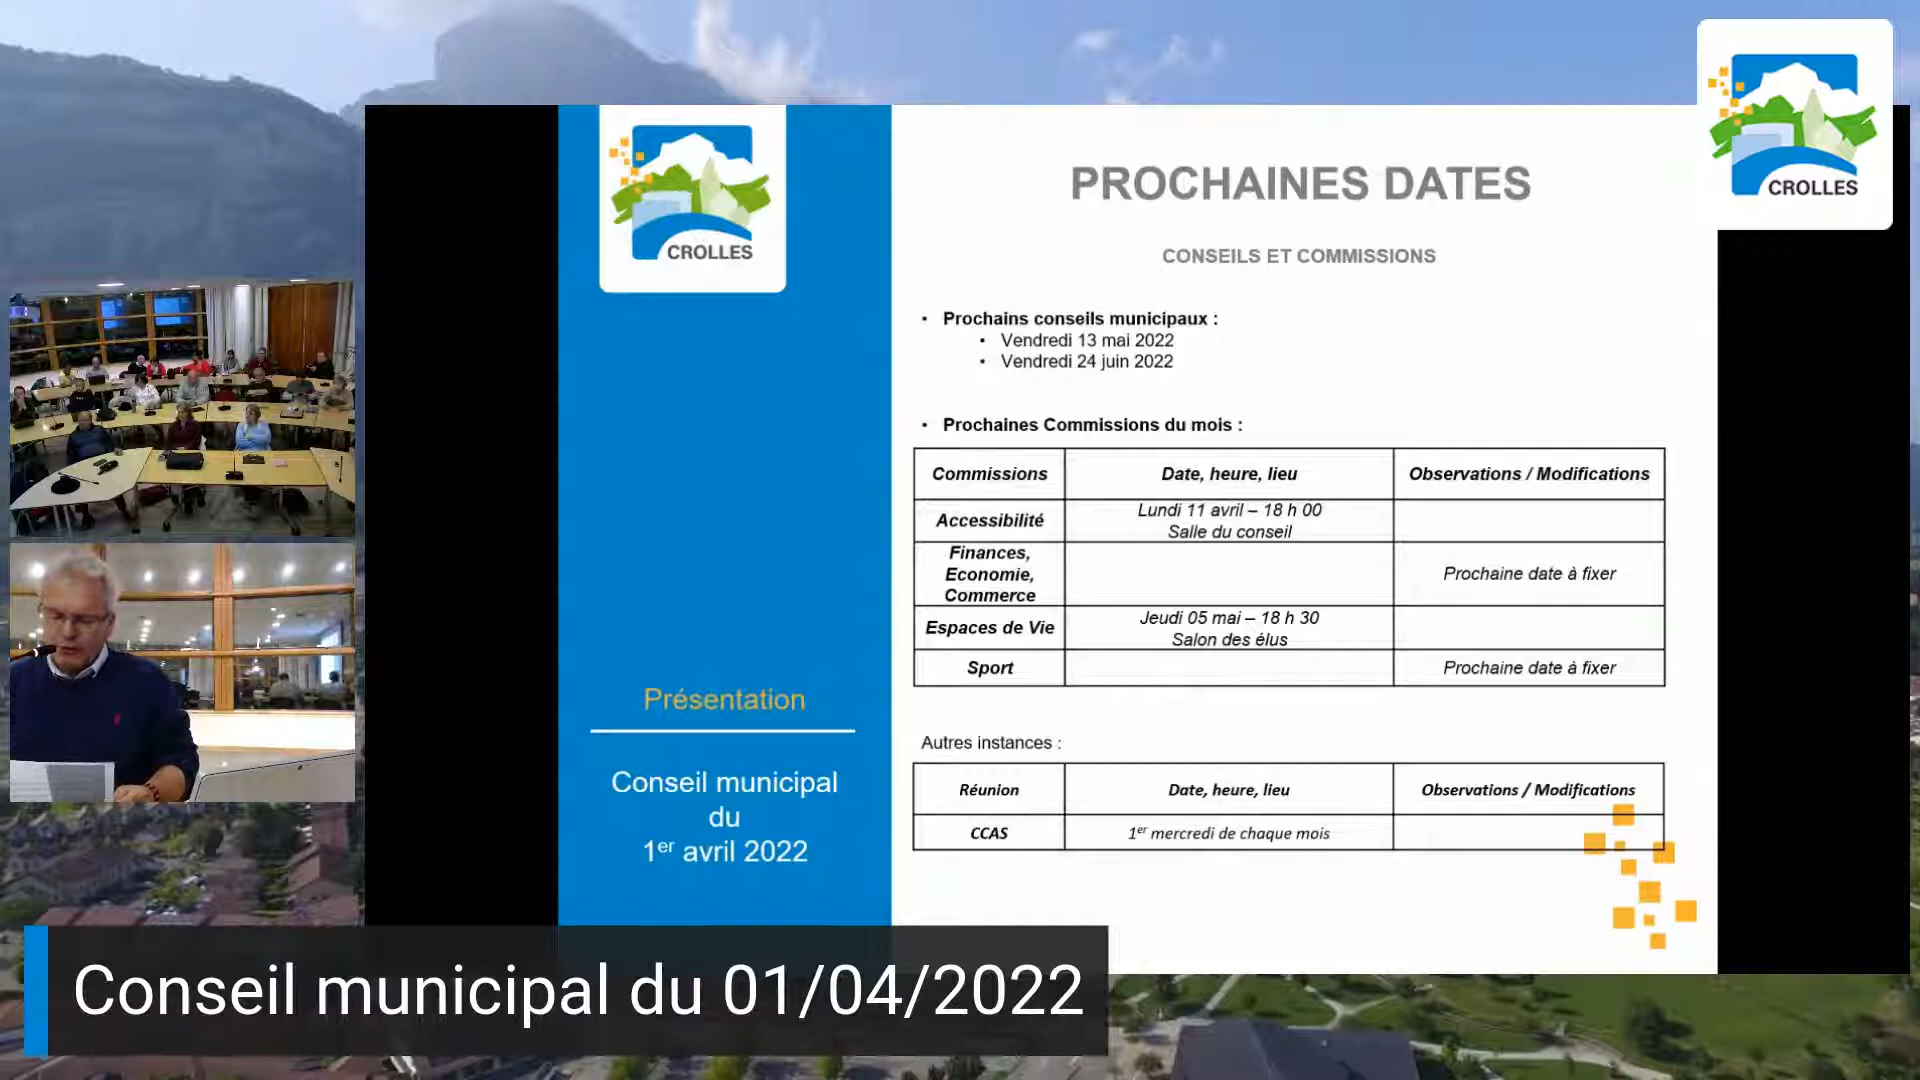 CROLLES
CROLLES
PROCHAINES DATES
CONSEILS ET COMMISSIONS
• Prochains conseils municipaux :
• Vendredi 13 mai 2022
• Vendredi 24 juin 2022
• Prochaines Commissions du mois :
Commissions Date, heure, lieu Observations / Modifications
Accessibilité Lundi 11 avril – 18 h 00
Salle du conseil
Finances,
Economie,
Commerce Prochaine date à fixer
Espaces de Vie Jeudi 05 mai – 18 h 30
Salon des élus
Sport Prochaine date à fixer
Autres instances :
Réunion Date, heure, lieu Observations / Modifications
CCAS 1er mercredi de chaque mois
Présentation
Conseil municipal
du
1er avril 2022
Conseil municipal du 01/04/2022